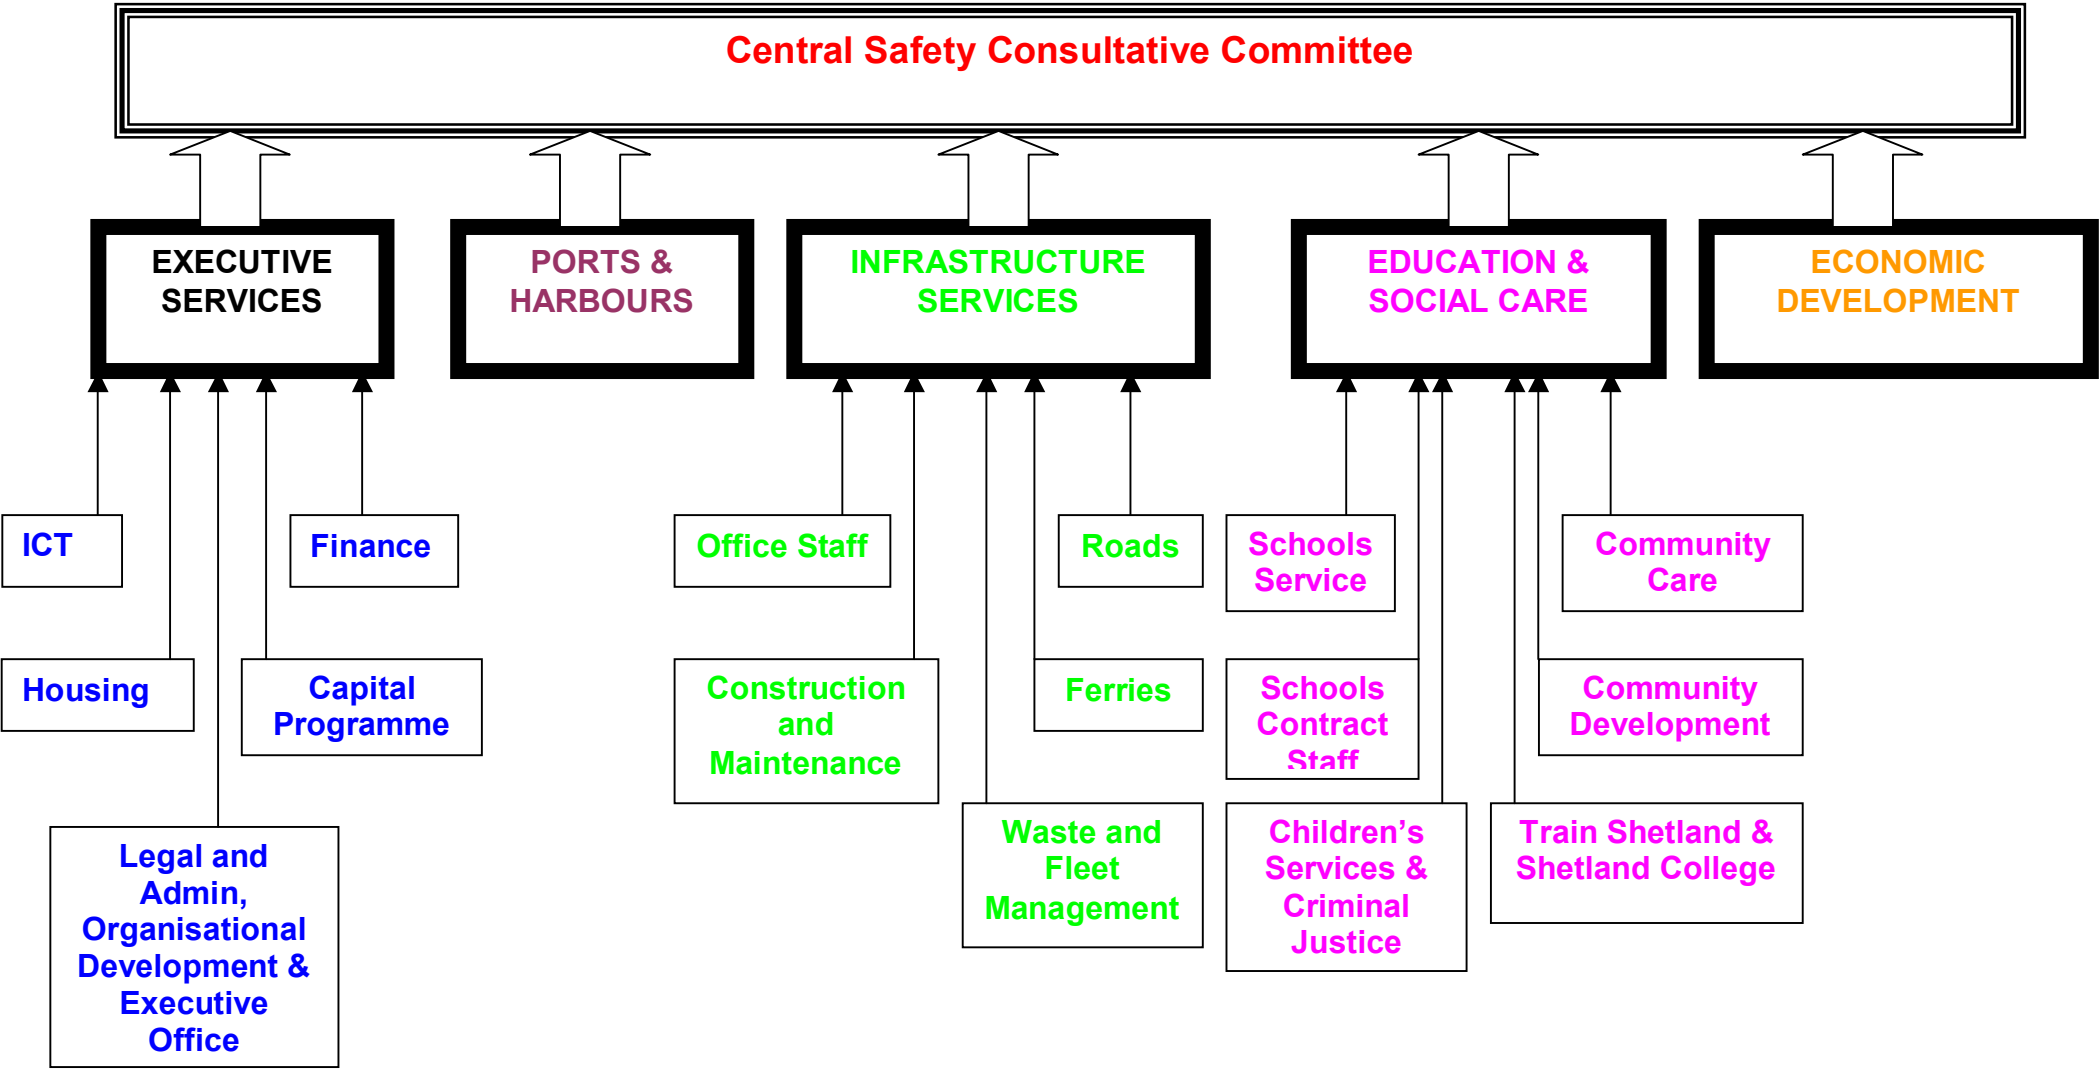 Central Safety Consultative Committee
EXECUTIVE
SERVICES
PORTS &
HARBOURS
INFRASTRUCTURE
SERVICES
EDUCATION &
SOCIAL CARE
ECONOMIC
DEVELOPMENT
ICT
Finance
Office Staff
Roads
Schools
Service
Community
Care
Housing
Capital
Programme
Construction
and
Maintenance
Ferries
Schools
Contract
Staff
Community
Development
Legal and
Admin,
Organisational
Development &
Executive
Office
Waste and
Fleet
Management
Children’s
Services &
Criminal
Justice
Train Shetland &
Shetland College